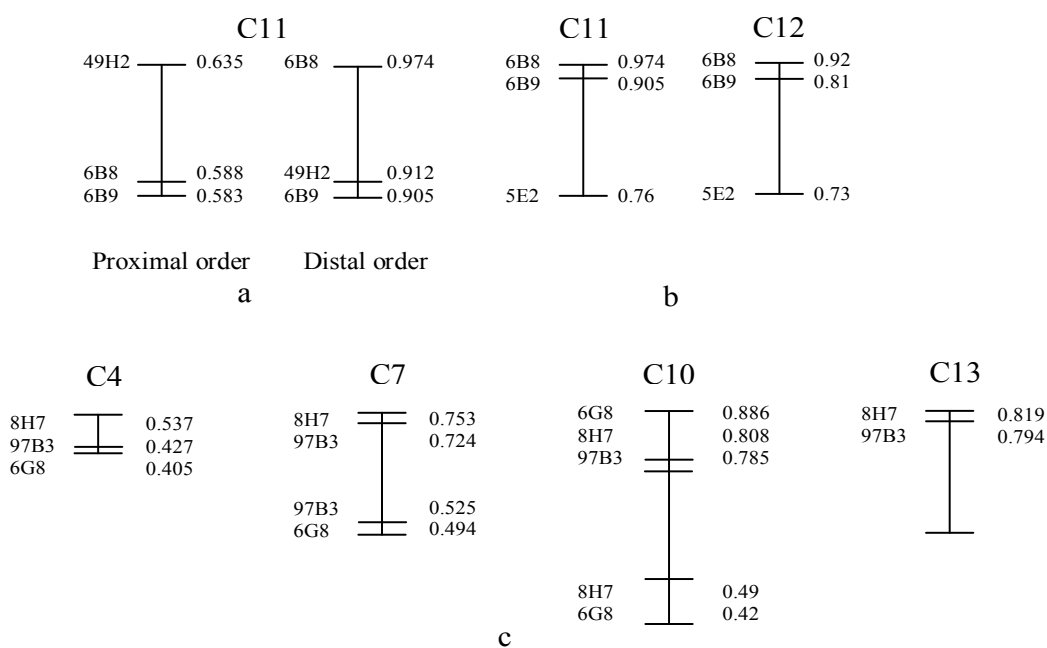 C11
49H2 0.635
6B8 0.588
6B9 0.583
Proximal order
6B8 0.974
49H2 0.912
6B9 0.905
Distal order
a
C11
6B8 0.974
6B9 0.905
5E2 0.76
C12
6B8 0.92
6B9 0.81
5E2 0.73
b
C4
8H7 0.537
97B3 0.427
6G8 0.405
C7
8H7 0.753
97B3 0.724
97B3 0.525
6G8 0.494
C10
6G8 0.886
8H7 0.808
97B3 0.785
8H7 0.49
6G8 0.42
C13
8H7 0.819
97B3 0.794
c